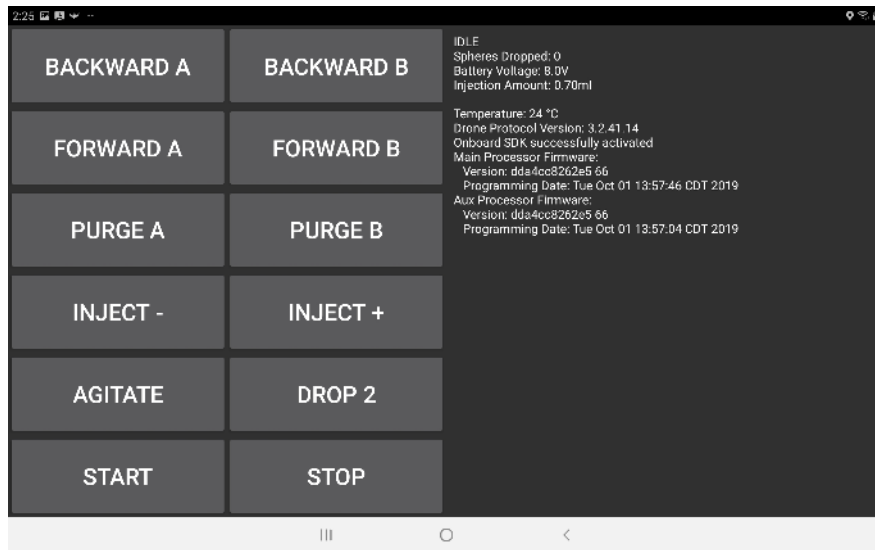 2:25
BACKWARD A
BACKWARD B
FORWARD A
FORWARD B
PURGE A
PURGE B
INJECT -
INJECT +
AGITATE
DROP 2
START
STOP
IDLE
Spheres Dropped: 0
Battery Voltage: 8.0V
Injection Amount: 0.70ml
Temperature: 24 °C
Drone Protocol Version: 3.2.41.14
Onboard SDK successfully activated
Main Processor Firmware:
Version: dda4cc8262e5 66
Programming Date: Tue Oct 01 13:57:46 CDT 2019
Aux Processor Firmware:
Version: dda4cc8262e5 66
Programming Date: Tue Oct 01 13:57:04 CDT 2019